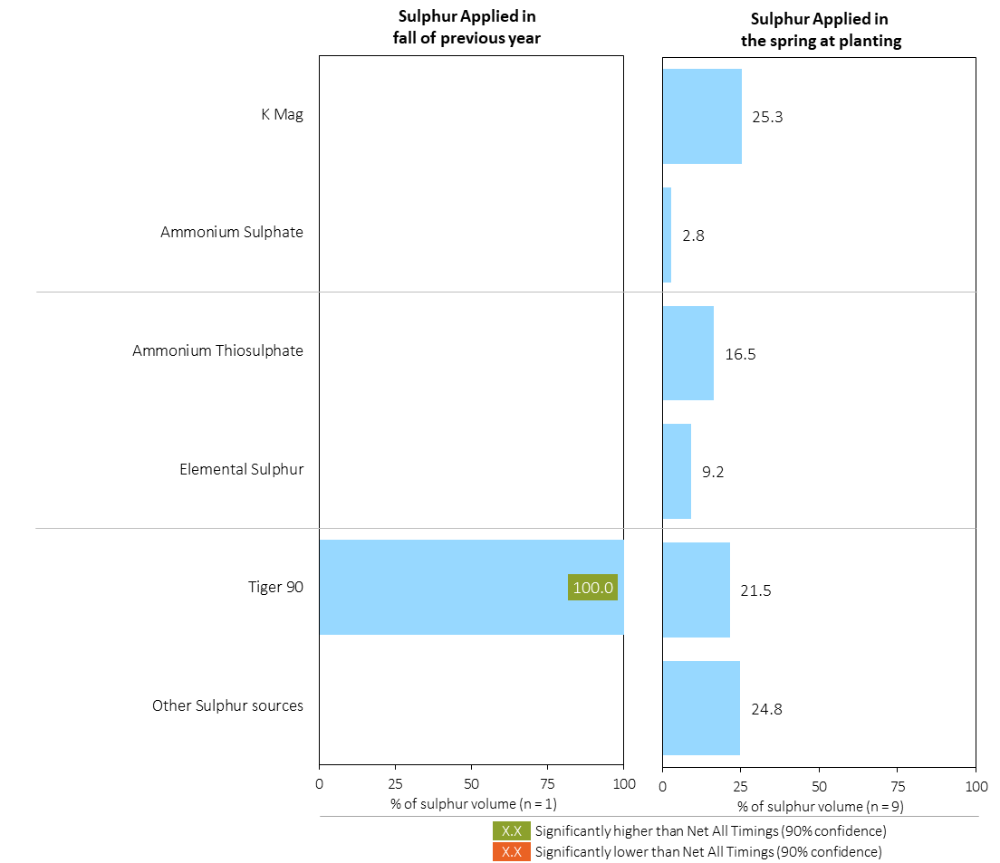 Sulphur Applied in
fall of previous year
Sulphur Applied in
the spring at planting
K Mag
25.3
Ammonium Sulphate
2.8
Ammonium Thiosulphate
16.5
Elemental Sulphur
9.2
Tiger 90
100.0
21.5
Other Sulphur sources
24.8
0 25 50 75 100
% of sulphur volume (n = 1)
0 25 50 75 100
% of sulphur volume (n = 9)
X.X Significantly higher than Net All Timings (90% confidence)
X.X Significantly lower than Net All Timings (90% confidence)